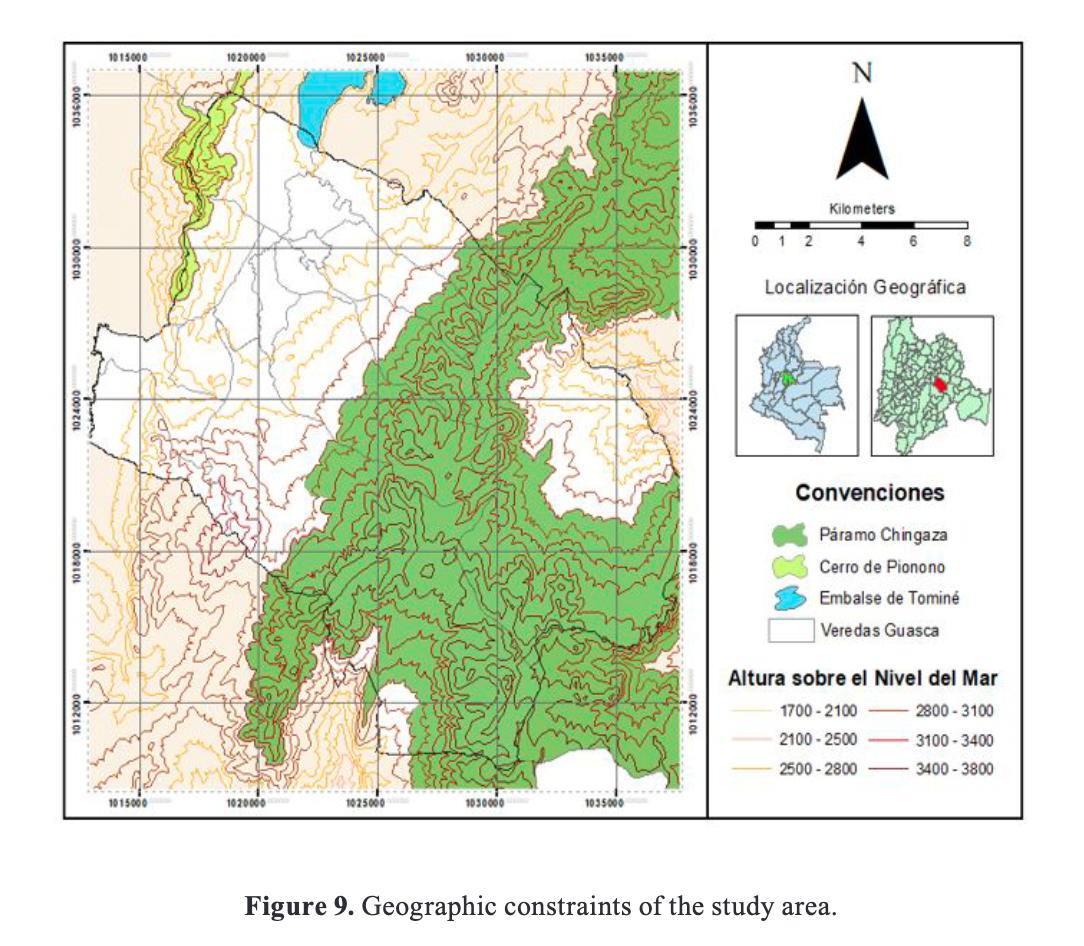 1015000 1020000 1025000 1030000 1035000
1036000 1036000
1030000 1030000
1024000 1024000
1018000 1018000
1012000 1012000
1015000 1020000 1025000 1030000 1035000
N
Kilometers
0 1 2 4 6 8
Localización Geográfica
Convenciones
Páramo Chingaza
Cerro de Pionono
Embalse de Tominé
Veredas Guasca
Altura sobre el Nivel del Mar
1700 - 2100 2800 - 3100
2100 - 2500 3100 - 3400
2500 - 2800 3400 - 3800
Figure 9. Geographic constraints of the study area.